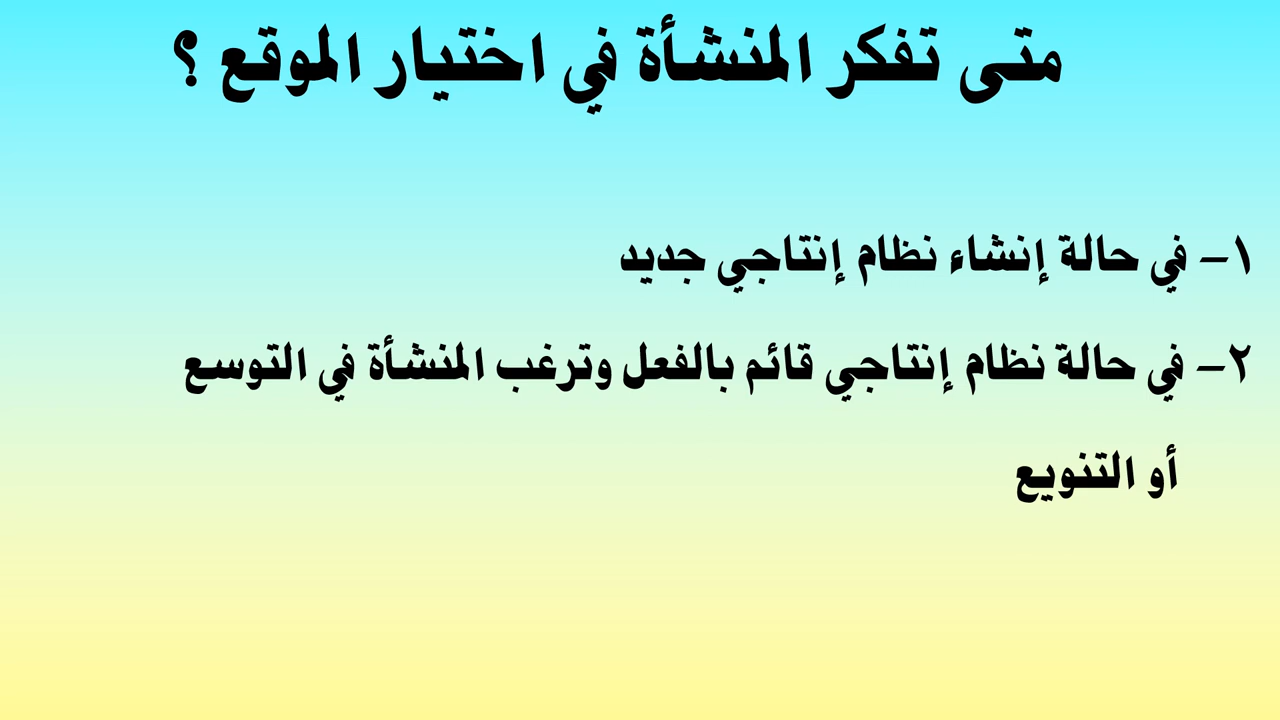 متى تفكر المنشأة في اختيار الموقع ؟
١- في حالة إنشاء نظام إنتاجي جديد
٢- في حالة نظام إنتاجي قائم بالفعل وترغب المنشأة في التوسع
أو التنويع